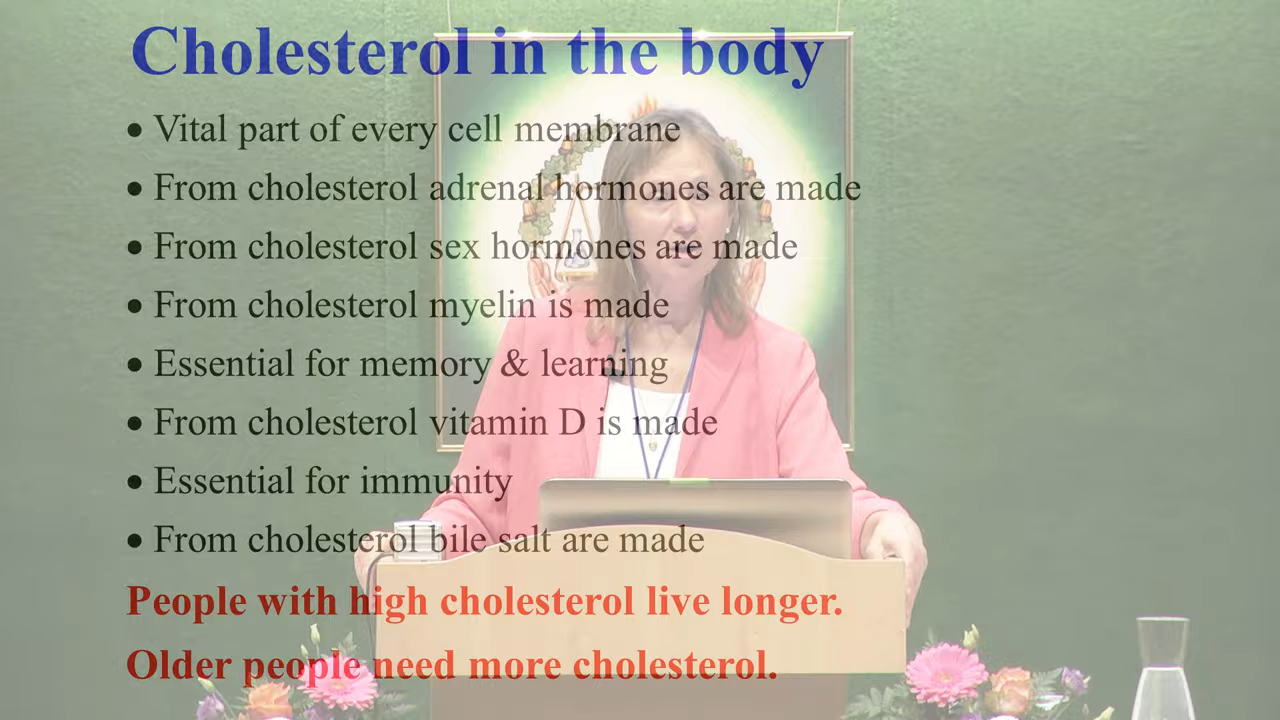 Cholesterol in the body
• Vital part of every cell membrane
• From cholesterol adrenal hormones are made
• From cholesterol sex hormones are made
• From cholesterol myelin is made
• Essential for memory & learning
• From cholesterol vitamin D is made
• Essential for immunity
• From cholesterol bile salt are made
People with high cholesterol live longer.
Older people need more cholesterol.